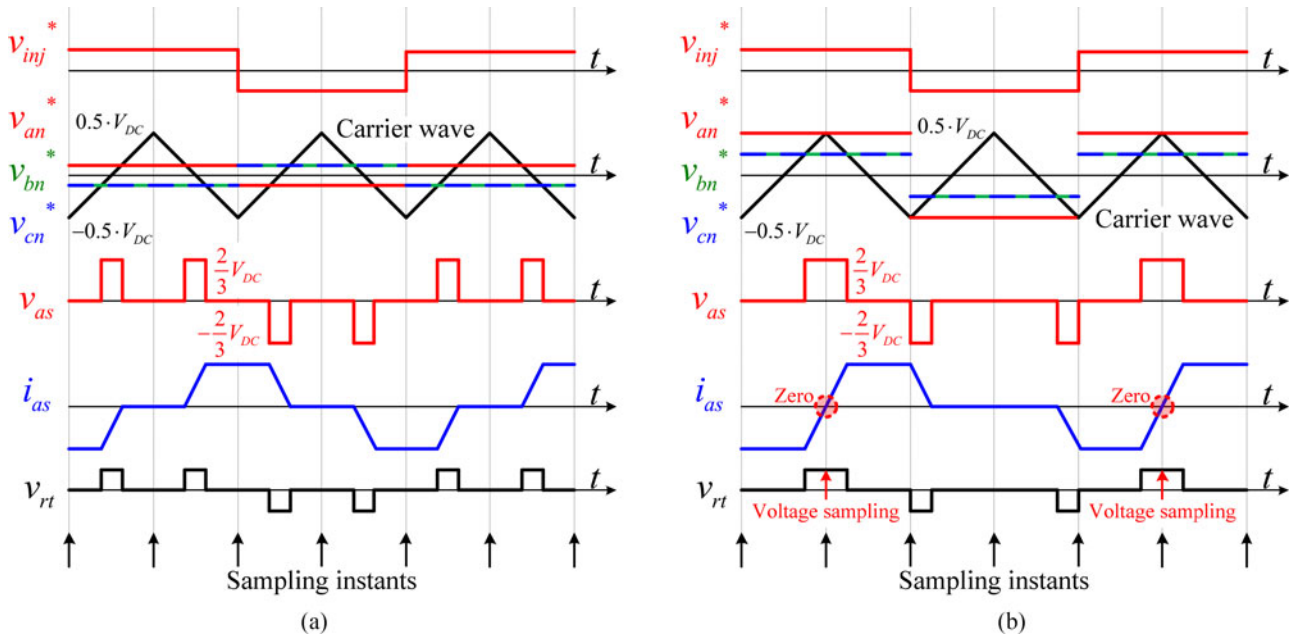 v_inj*
t
v_an*
0.5·V_DC
Carrier wave
t
v_bn*
v_cn*
−0.5·V_DC
v_as
2/3 V_DC
t
−2/3 V_DC
i_as
t
v_rt
t
Sampling instants
(a)
v_inj*
t
v_an*
0.5·V_DC
t
v_bn*
v_cn*
−0.5·V_DC
Carrier wave
v_as
2/3 V_DC
t
−2/3 V_DC
i_as
Zero
Zero
t
v_rt
t
Voltage sampling
Voltage sampling
Sampling instants
(b)